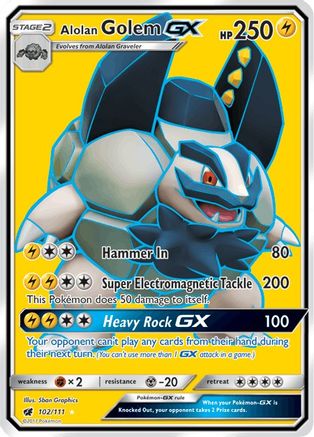 STAGE 2 Alolan Golem GX HP 250
Evolves from Alolan Graveler
Hammer In 80
Super Electromagnetic Tackle 200
This Pokémon does 50 damage to itself.
Heavy Rock GX 100
Your opponent can't play any cards from their hand during
their next turn. (You can't use more than 1 GX attack in a game.)
weakness ×2 resistance -20 retreat
Illus. 5ban Graphics
Pokémon-GX rule
When your Pokémon-GX is
Knocked Out, your opponent takes 2 Prize cards.
102/111
©2017 Pokémon